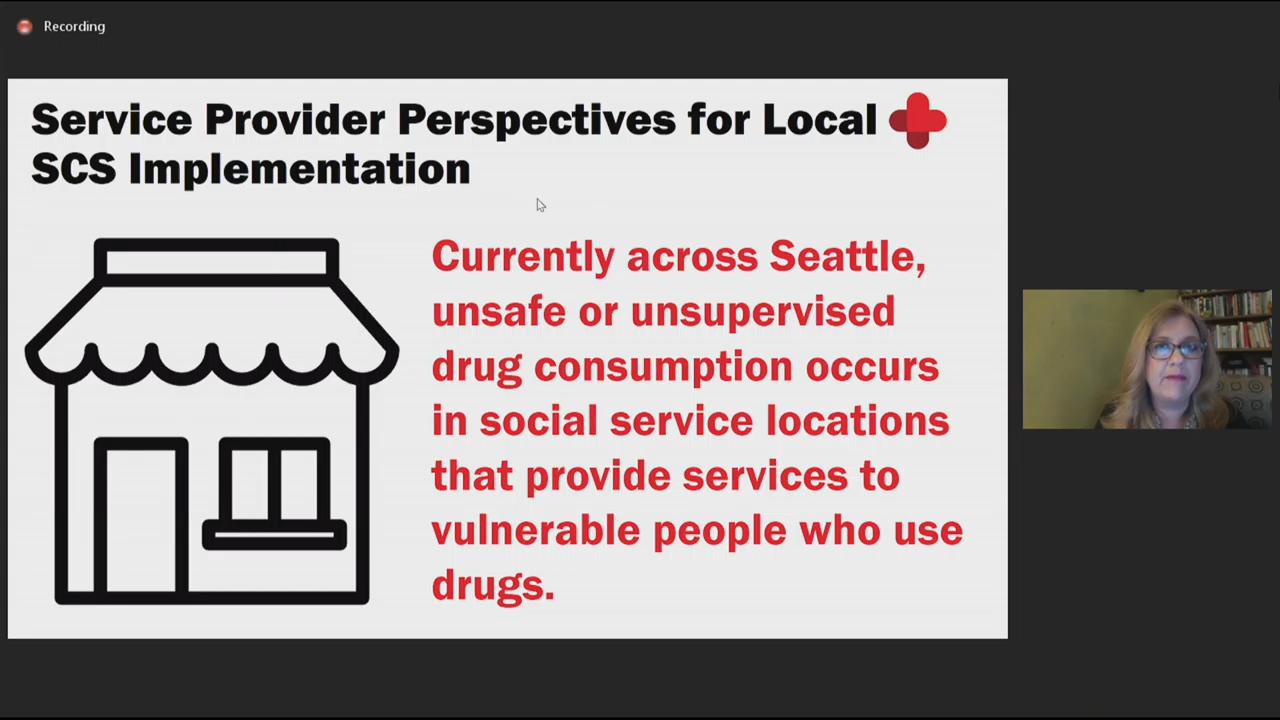 Recording
Service Provider Perspectives for Local
SCS Implementation
Currently across Seattle,
unsafe or unsupervised
drug consumption occurs
in social service locations
that provide services to
vulnerable people who use
drugs.